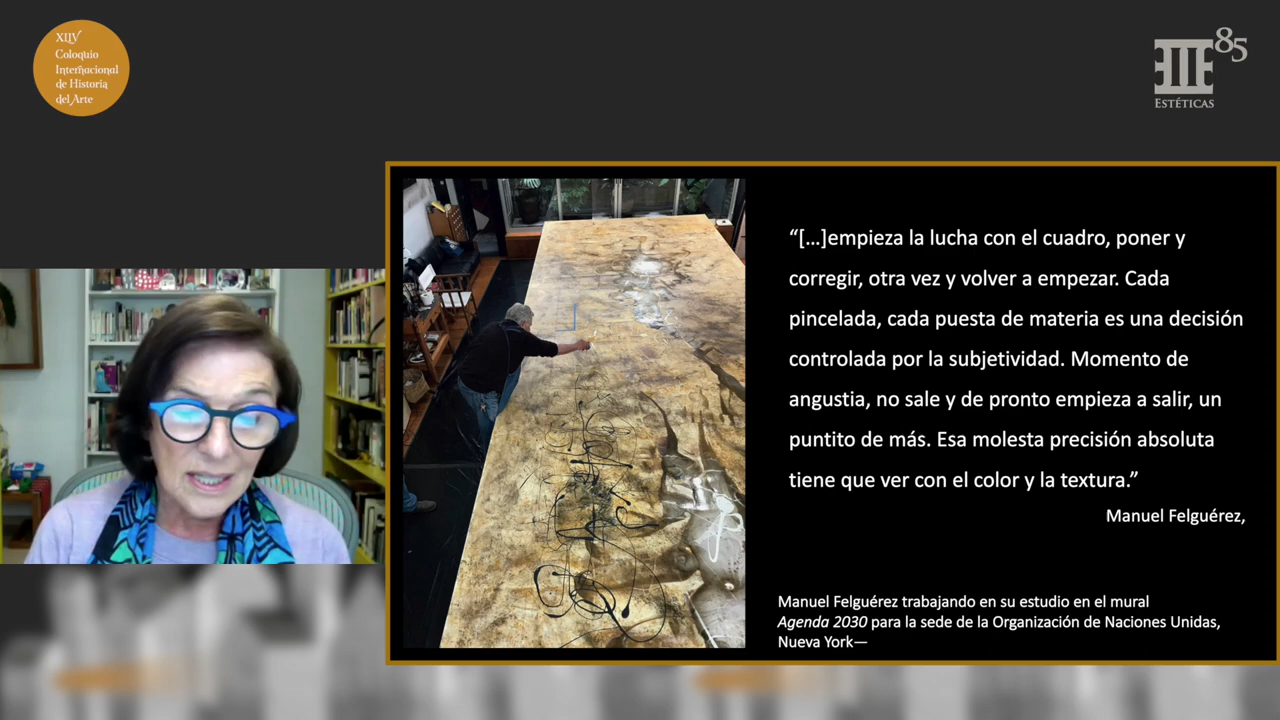 XLIV
Coloquio
Internacional
de Historia
del Arte
85
IIE
ESTÉTICAS
“[...]empieza la lucha con el cuadro, poner y
corregir, otra vez y volver a empezar. Cada
pincelada, cada puesta de materia es una decisión
controlada por la subjetividad. Momento de
angustia, no sale y de pronto empieza a salir, un
puntito de más. Esa molesta precisión absoluta
tiene que ver con el color y la textura.”
Manuel Felguérez,
Manuel Felguérez trabajando en su estudio en el mural
Agenda 2030 para la sede de la Organización de Naciones Unidas,
Nueva York—